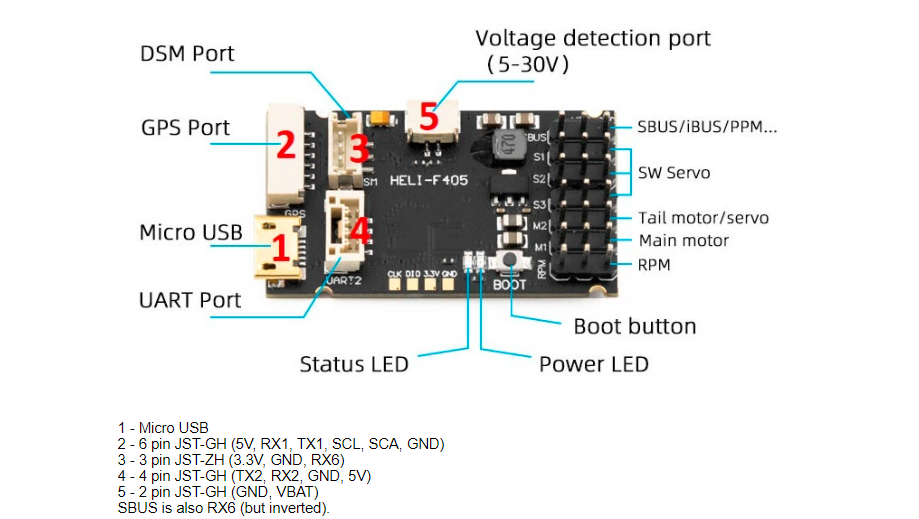 Voltage detection port
(5-30V)
DSM Port
GPS Port
Micro USB
UART Port
2
3
5
4
1
HELI-F405
470
SM
GPS
UART2
CLK DIO 3.3V GND
BOOT
BUS
S1
S2
S3
M2
M1
RPM
SBUS/iBUS/PPM...
SW Servo
Tail motor/servo
Main motor
RPM
Boot button
Status LED
Power LED
1 - Micro USB
2 - 6 pin JST-GH (5V, RX1, TX1, SCL, SCA, GND)
3 - 3 pin JST-ZH (3.3V, GND, RX6)
4 - 4 pin JST-GH (TX2, RX2, GND, 5V)
5 - 2 pin JST-GH (GND, VBAT)
SBUS is also RX6 (but inverted).